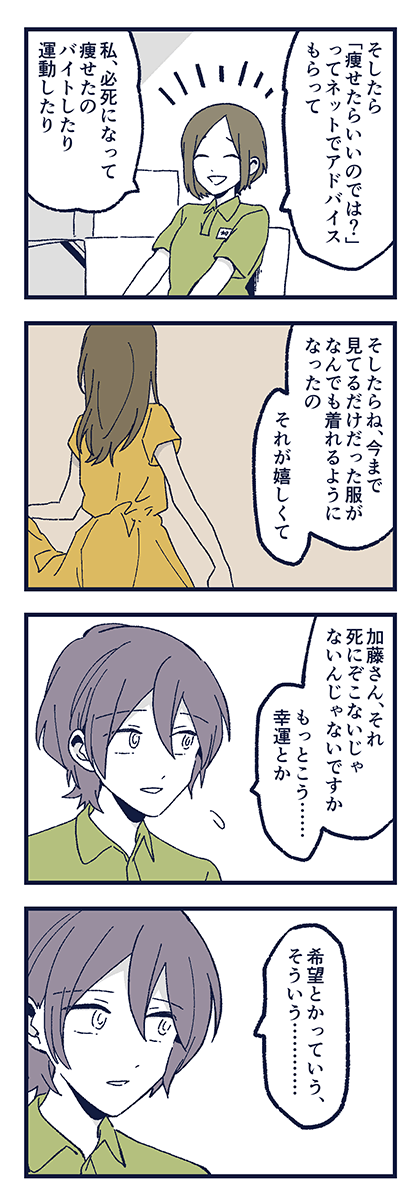 そしたら
「痩せたらいいのでは?」
ってネットでアドバイス
もらって
私、必死になって
痩せたの
バイトしたり
運動したり
そしたらね、今まで
見てるだけだった服が
なんでも着れるように
なったの
それが嬉しくて
加藤さん、それ
死にぞこないじゃ
ないんじゃないですか
もっとこう……
幸運とか
希望とかっていう、
そういう…………